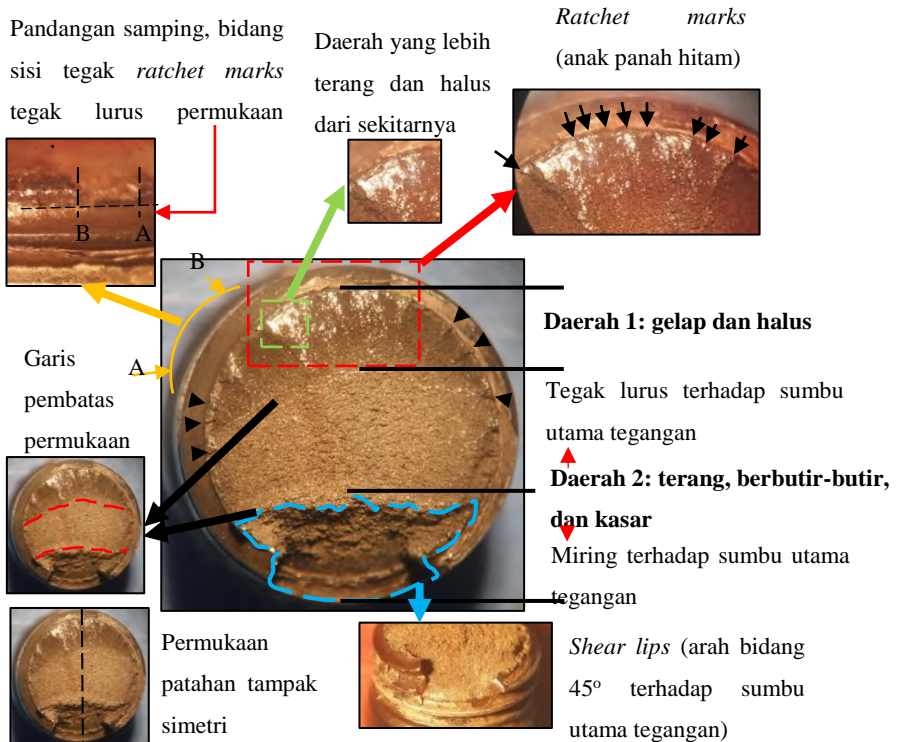 Pandangan samping, bidang
sisi tegak ratchet marks
tegak lurus permukaan
Daerah yang lebih
terang dan halus
dari sekitarnya
Ratchet marks
(anak panah hitam)
B
A
B
A
Garis
pembatas
permukaan
Daerah 1: gelap dan halus
Tegak lurus terhadap sumbu
utama tegangan
Daerah 2: terang, berbutir-butir,
dan kasar
Miring terhadap sumbu utama
tegangan
Permukaan
patahan tampak
simetri
Shear lips (arah bidang
45º terhadap sumbu
utama tegangan)